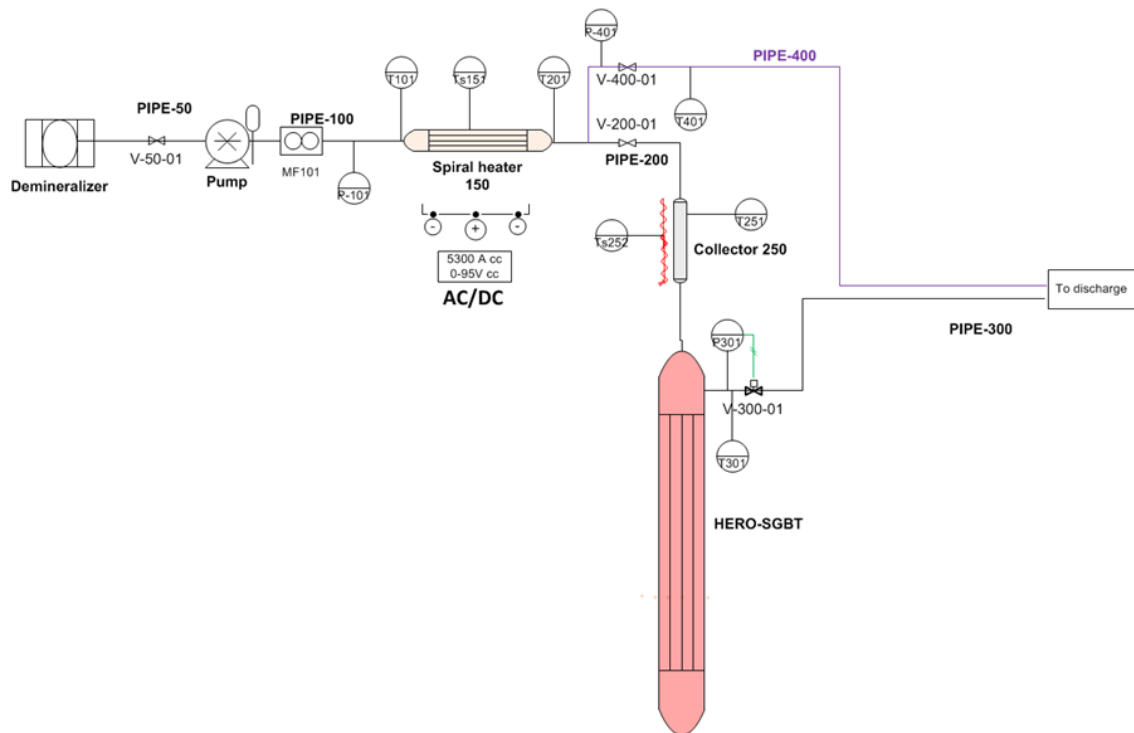 P-401
V-400-01
PIPE-400
T101
Ts151
T201
T401
PIPE-50
V-50-01
PIPE-100
V-200-01
PIPE-200
Demineralizer
Pump
MF101
P-101
Spiral heater
150
-
+
-
5300 A cc
0-95V cc
AC/DC
Ts252
T251
Collector 250
To discharge
PIPE-300
P301
V-300-01
T301
HERO-SGBT